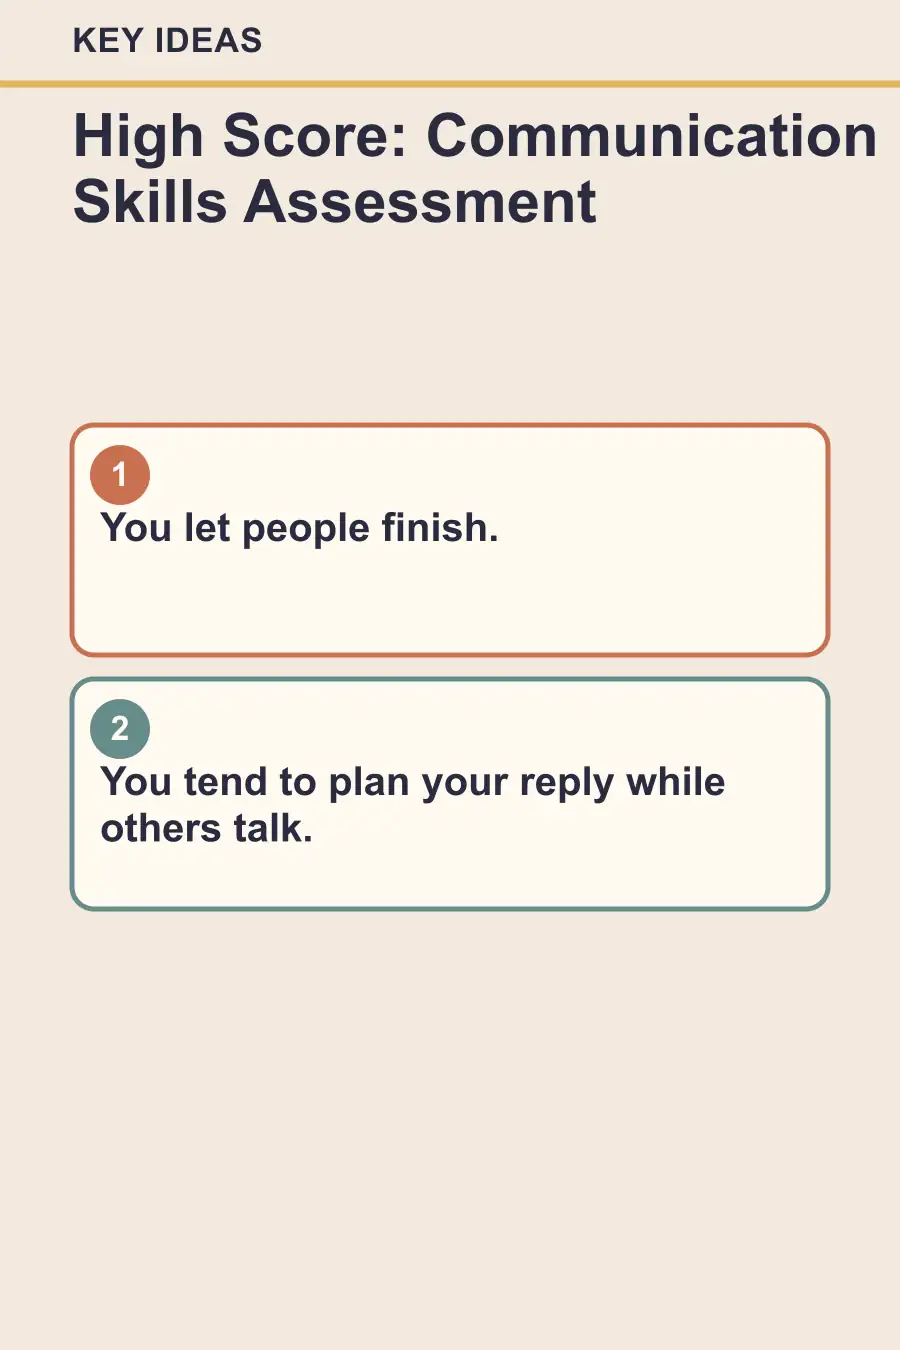 KEY IDEAS
High Score: Communication
Skills Assessment
1
You let people finish.
2
You tend to plan your reply while
others talk.